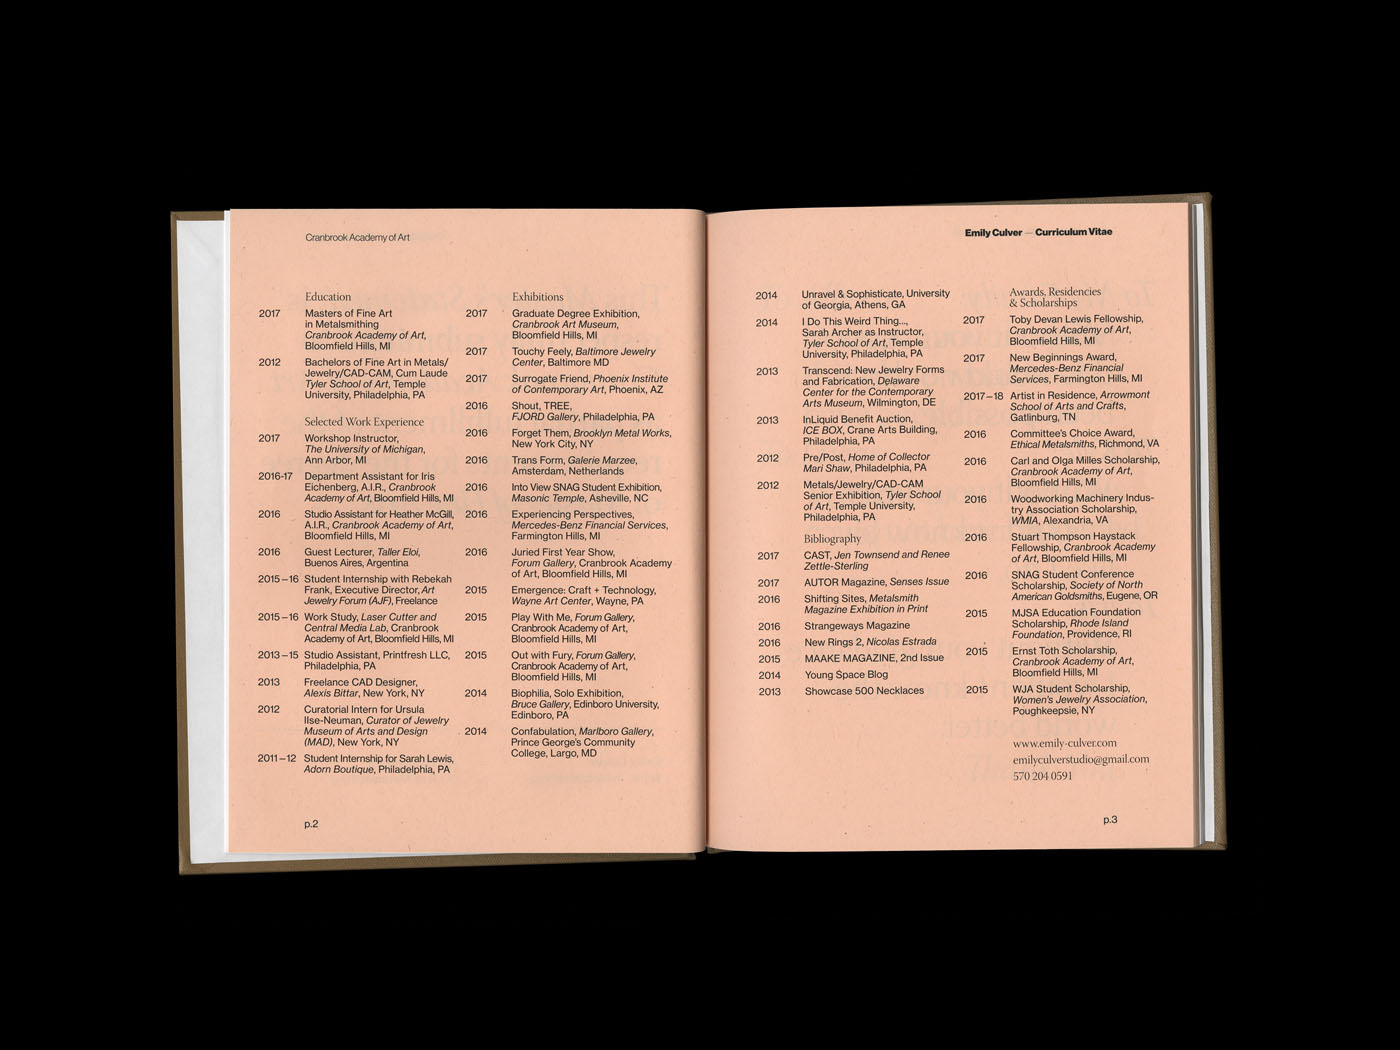 Cranbrook Academy of Art
Education
2017 Masters of Fine Art
in Metalsmithing
Cranbrook Academy of Art,
Bloomfield Hills, MI
2012 Bachelors of Fine Art in Metals/
Jewelry/CAD-CAM, Cum Laude
Tyler School of Art, Temple
University, Philadelphia, PA
Selected Work Experience
2017 Workshop Instructor,
The University of Michigan,
Ann Arbor, MI
2016-17 Department Assistant for Iris
Eichenberg, A.I.R., Cranbrook
Academy of Art, Bloomfield Hills, MI
2016 Studio Assistant for Heather McGill,
A.I.R., Cranbrook Academy of Art,
Bloomfield Hills, MI
2016 Guest Lecturer, Taller Eloi,
Buenos Aires, Argentina
2015–16 Student Internship with Rebekah
Frank, Executive Director, Art
Jewelry Forum (AJF), Freelance
2015–16 Work Study, Laser Cutter and
Central Media Lab, Cranbrook
Academy of Art, Bloomfield Hills, MI
2013–15 Studio Assistant, Printfresh LLC,
Philadelphia, PA
2013 Freelance CAD Designer,
Alexis Bittar, New York, NY
2012 Curatorial Intern for Ursula
Ilse-Neuman, Curator of Jewelry
Museum of Arts and Design
(MAD), New York, NY
2011–12 Student Internship for Sarah Lewis,
Adorn Boutique, Philadelphia, PA
Exhibitions
2017 Graduate Degree Exhibition,
Cranbrook Art Museum,
Bloomfield Hills, MI
2017 Touchy Feely, Baltimore Jewelry
Center, Baltimore MD
2017 Surrogate Friend, Phoenix Institute
of Contemporary Art, Phoenix, AZ
2016 Shout, TREE,
FJORD Gallery, Philadelphia, PA
2016 Forget Them, Brooklyn Metal Works,
New York City, NY
2016 Trans Form, Galerie Marzee,
Amsterdam, Netherlands
2016 Into View SNAG Student Exhibition,
Masonic Temple, Asheville, NC
2016 Experiencing Perspectives,
Mercedes-Benz Financial Services,
Farmington Hills, MI
2016 Juried First Year Show,
Forum Gallery, Cranbrook Academy
of Art, Bloomfield Hills, MI
2015 Emergence: Craft + Technology,
Wayne Art Center, Wayne, PA
2015 Play With Me, Forum Gallery,
Cranbrook Academy of Art,
Bloomfield Hills, MI
2015 Out with Fury, Forum Gallery,
Cranbrook Academy of Art,
Bloomfield Hills, MI
2014 Biophilia, Solo Exhibition,
Bruce Gallery, Edinboro University,
Edinboro, PA
2014 Confabulation, Marlboro Gallery,
Prince George's Community
College, Largo, MD
p.2
Emily Culver — Curriculum Vitae
2014 Unravel & Sophisticate, University
of Georgia, Athens, GA
2014 I Do This Weird Thing...,
Sarah Archer as Instructor,
Tyler School of Art, Temple
University, Philadelphia, PA
2013 Transcend: New Jewelry Forms
and Fabrication, Delaware
Center for the Contemporary
Arts Museum, Wilmington, DE
2013 InLiquid Benefit Auction,
ICE BOX, Crane Arts Building,
Philadelphia, PA
2012 Pre/Post, Home of Collector
Mari Shaw, Philadelphia, PA
2012 Metals/Jewelry/CAD-CAM
Senior Exhibition, Tyler School
of Art, Temple University,
Philadelphia, PA
Bibliography
2017 CAST, Jen Townsend and Renee
Zettle-Sterling
2017 AUTOR Magazine, Senses Issue
2016 Shifting Sites, Metalsmith
Magazine Exhibition in Print
2016 Strangeways Magazine
2016 New Rings 2, Nicolas Estrada
2015 MAAKE MAGAZINE, 2nd Issue
2014 Young Space Blog
2013 Showcase 500 Necklaces
Awards, Residencies
& Scholarships
2017 Toby Devan Lewis Fellowship,
Cranbrook Academy of Art,
Bloomfield Hills, MI
2017 New Beginnings Award,
Mercedes-Benz Financial
Services, Farmington Hills, MI
2017–18 Artist in Residence, Arrowmont
School of Arts and Crafts,
Gatlinburg, TN
2016 Committee's Choice Award,
Ethical Metalsmiths, Richmond, VA
2016 Carl and Olga Milles Scholarship,
Cranbrook Academy of Art,
Bloomfield Hills, MI
2016 Woodworking Machinery Indus-
try Association Scholarship,
WMIA, Alexandria, VA
2016 Stuart Thompson Haystack
Fellowship, Cranbrook Academy
of Art, Bloomfield Hills, MI
2016 SNAG Student Conference
Scholarship, Society of North
American Goldsmiths, Eugene, OR
2015 MJSA Education Foundation
Scholarship, Rhode Island
Foundation, Providence, RI
2015 Ernst Toth Scholarship,
Cranbrook Academy of Art,
Bloomfield Hills, MI
2015 WJA Student Scholarship,
Women's Jewelry Association,
Poughkeepsie, NY
www.emily-culver.com
emilyculverstudio@gmail.com
570 204 0591
p.3